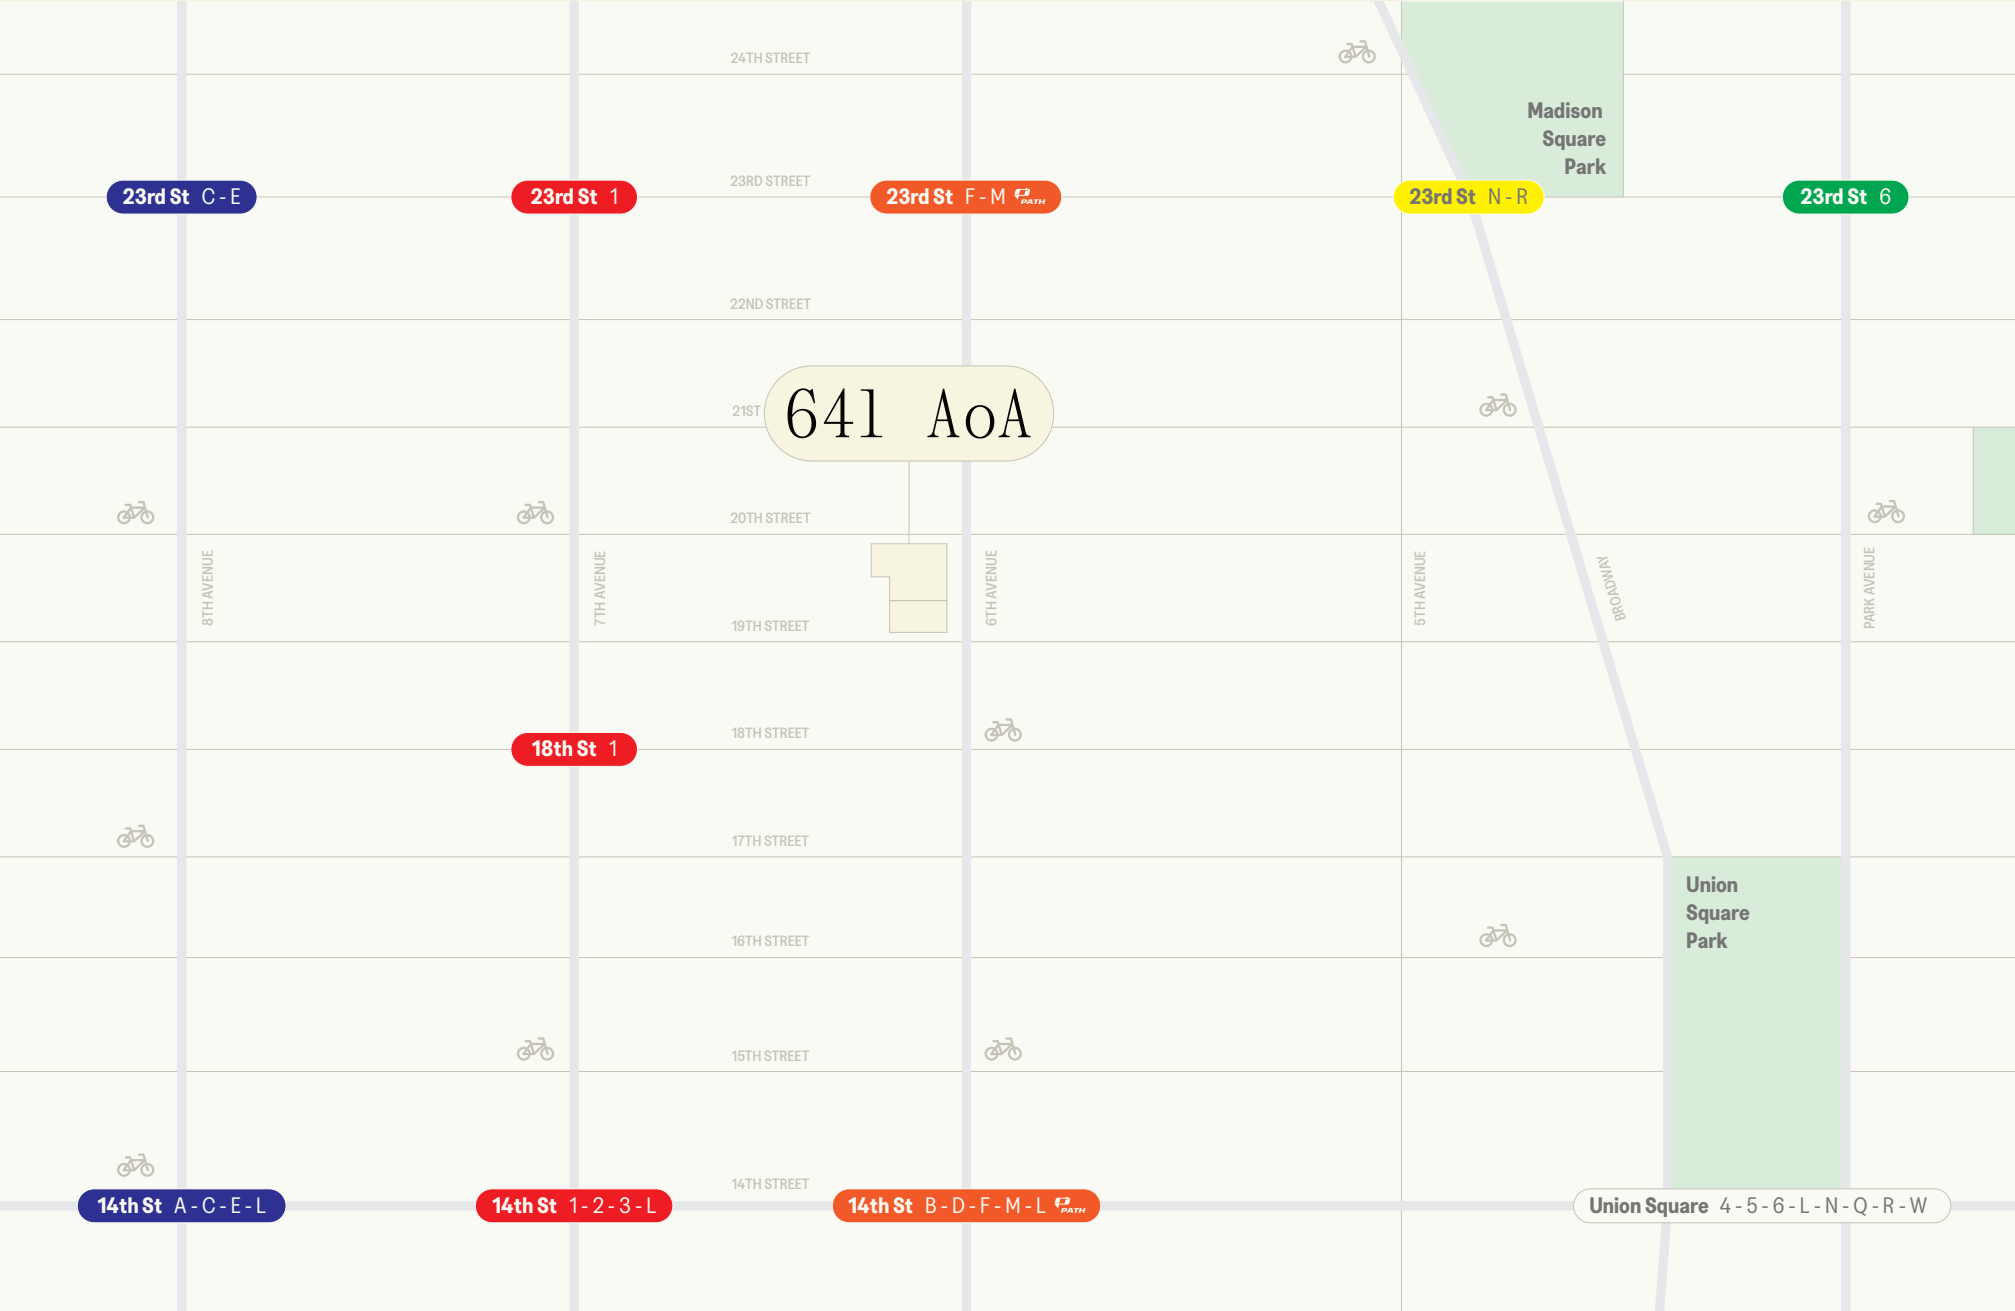 24TH STREET
Madison
Square
Park
23RD STREET
23rd St C-E
23rd St 1
23rd St F-M PATH
23rd St N-R
23rd St 6
22ND STREET
21ST
641 AoA
20TH STREET
8TH AVENUE
7TH AVENUE
6TH AVENUE
5TH AVENUE
BROADWAY
PARK AVENUE
19TH STREET
18TH STREET
18th St 1
17TH STREET
Union
Square
Park
16TH STREET
15TH STREET
14TH STREET
14th St A-C-E-L
14th St 1-2-3-L
14th St B-D-F-M-L PATH
Union Square 4-5-6-L-N-Q-R-W